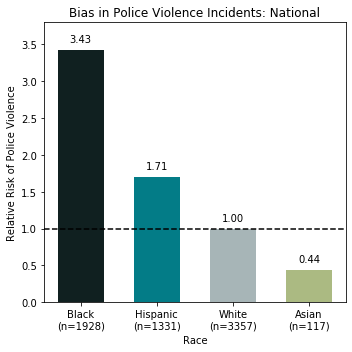 Bias in Police Violence Incidents: National
Relative Risk of Police Violence
3.5
3.0
2.5
2.0
1.5
1.0
0.5
0.0
3.43
1.71
1.00
0.44
Black Hispanic White Asian
(n=1928) (n=1331) (n=3357) (n=117)
Race